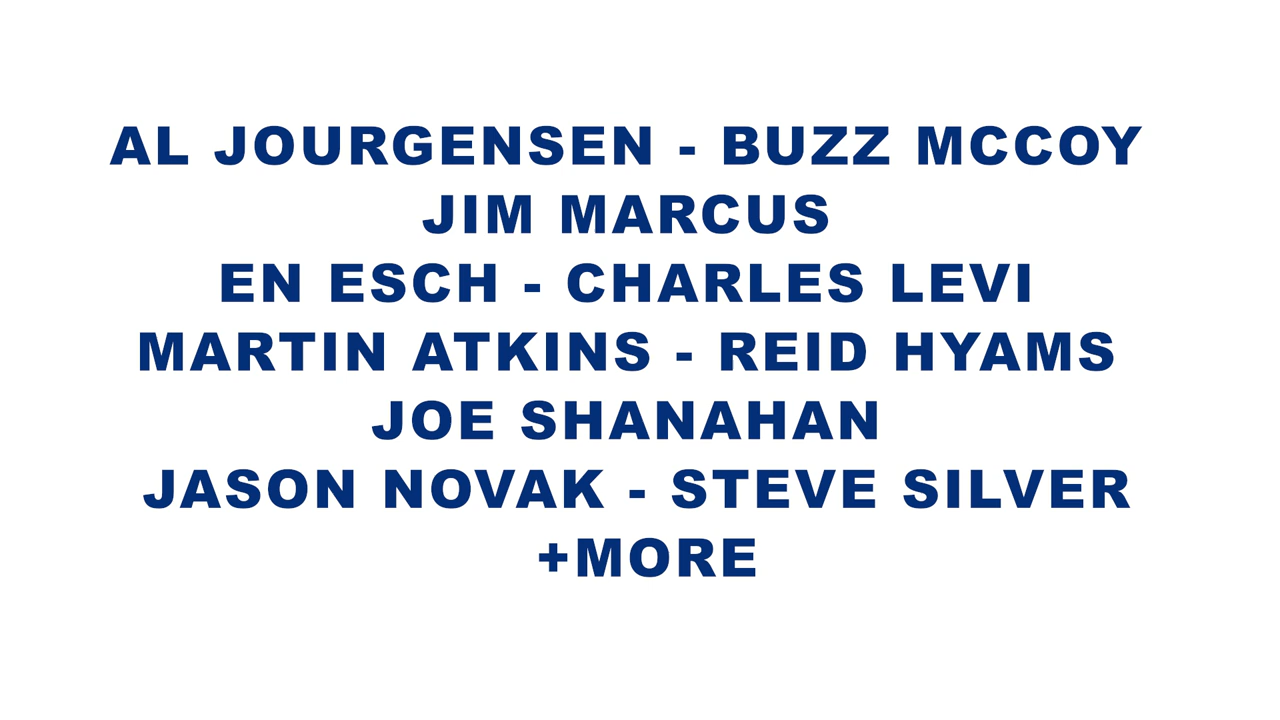 AL JOURGENSEN - BUZZ MCCOY
JIM MARCUS
EN ESCH - CHARLES LEVI
MARTIN ATKINS - REID HYAMS
JOE SHANAHAN
JASON NOVAK - STEVE SILVER
+MORE